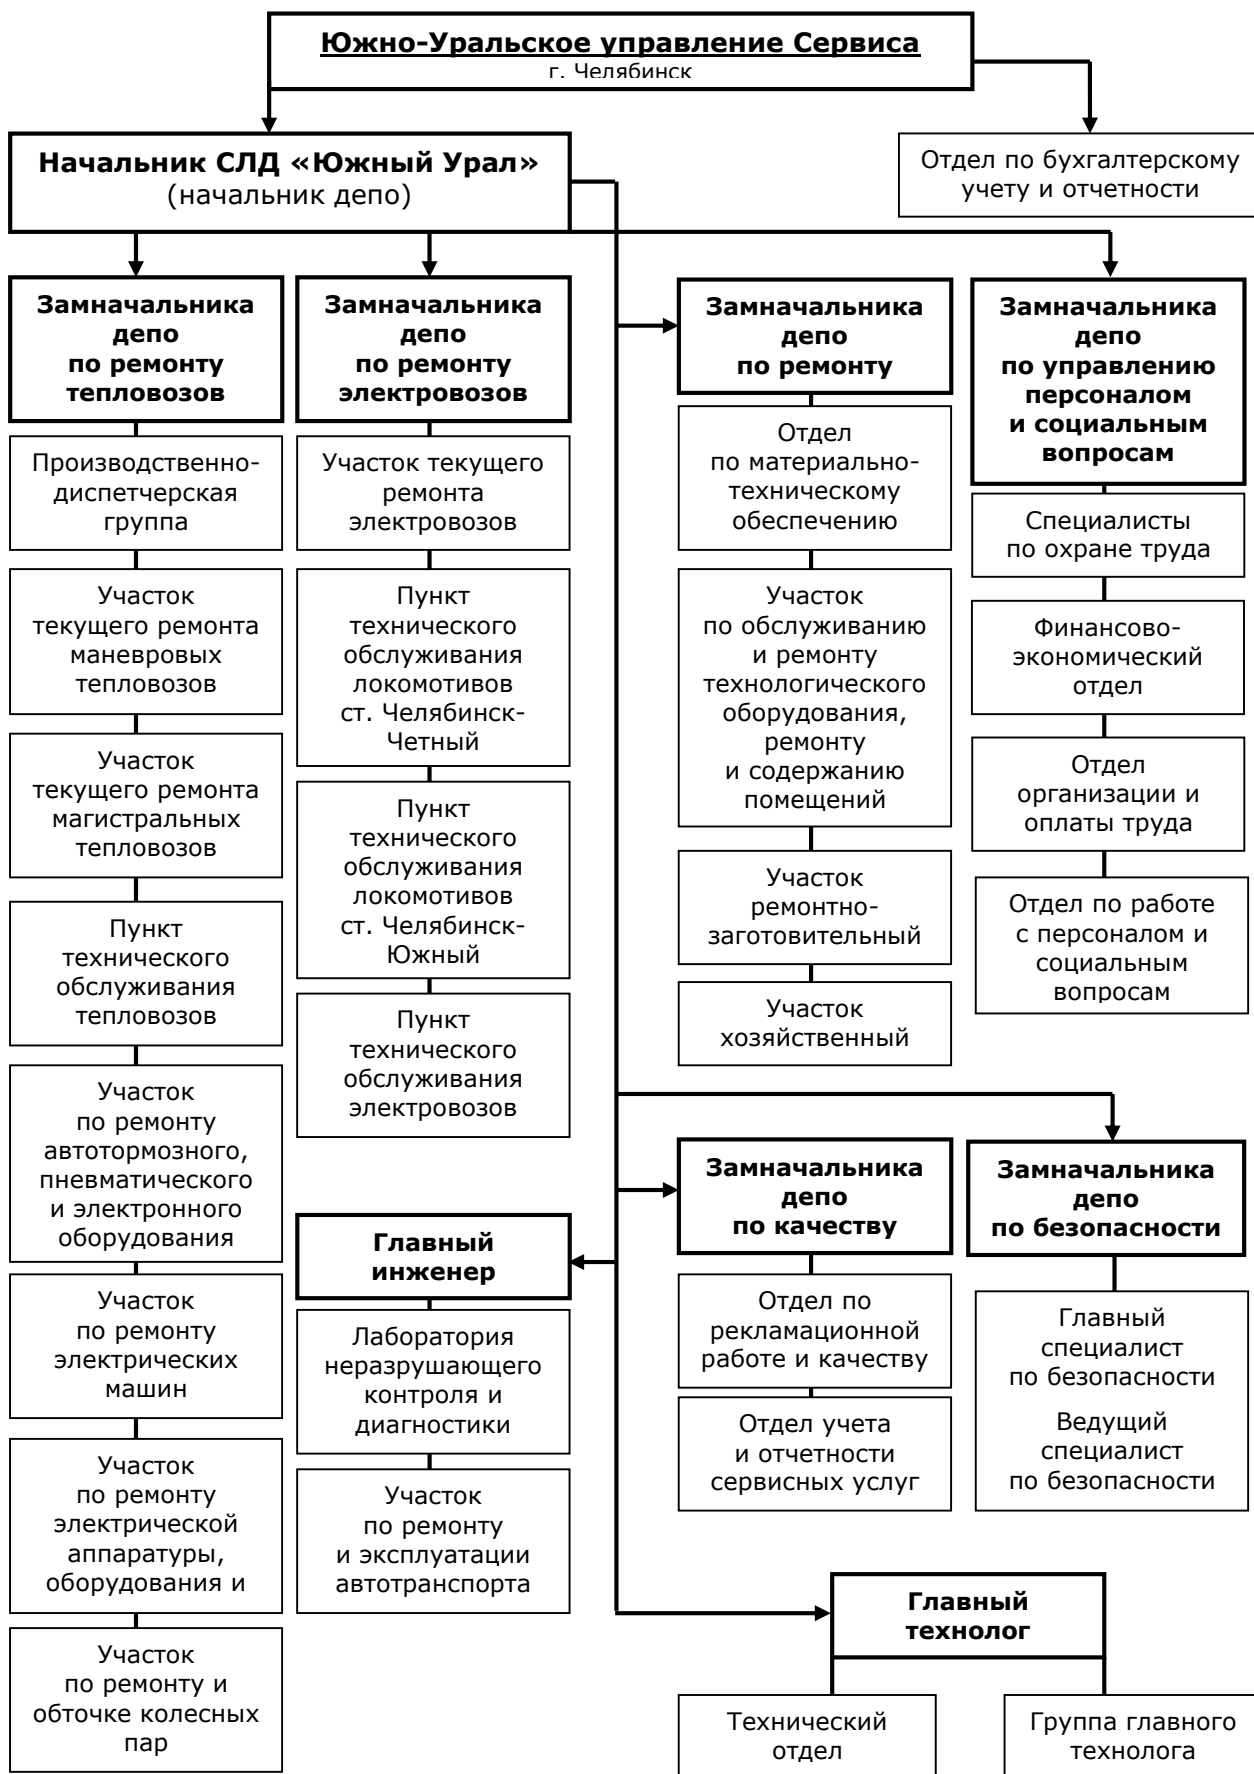 Южно-Уральское управление Сервиса
г. Челябинск
Начальник СЛД «Южный Урал»
(начальник депо)
Отдел по бухгалтерскому
учету и отчетности
Замначальника
депо
по ремонту
тепловозов
Производственно-
диспетчерская
группа
Участок
текущего ремонта
маневровых
тепловозов
Участок
текущего ремонта
магистральных
тепловозов
Пункт
технического
обслуживания
тепловозов
Участок
по ремонту
автотормозного,
пневматического
и электронного
оборудования
Участок
по ремонту
электрических
машин
Участок
по ремонту
электрической
аппаратуры,
оборудования и
Участок
по ремонту и
обточке колесных
пар
Замначальника
депо
по ремонту
электровозов
Участок текущего
ремонта
электровозов
Пункт
технического
обслуживания
локомотивов
ст. Челябинск-
Четный
Пункт
технического
обслуживания
локомотивов
ст. Челябинск-
Южный
Пункт
технического
обслуживания
электровозов
Главный
инженер
Лаборатория
неразрушающего
контроля и
диагностики
Участок
по ремонту
и эксплуатации
автотранспорта
Замначальника
депо
по ремонту
Отдел
по материально-
техническому
обеспечению
Участок
по обслуживанию
и ремонту
технологического
оборудования,
ремонту
и содержанию
помещений
Участок
ремонтно-
заготовительный
Участок
хозяйственный
Замначальника
депо
по управлению
персоналом
и социальным
вопросам
Специалисты
по охране труда
Финансово-
экономический
отдел
Отдел
организации и
оплаты труда
Отдел по работе
с персоналом и
социальным
вопросам
Замначальника
депо
по качеству
Отдел по
рекламационной
работе и качеству
Отдел учета
и отчетности
сервисных услуг
Замначальника
депо
по безопасности
Главный
специалист
по безопасности
Ведущий
специалист
по безопасности
Главный
технолог
Технический
отдел
Группа главного
технолога